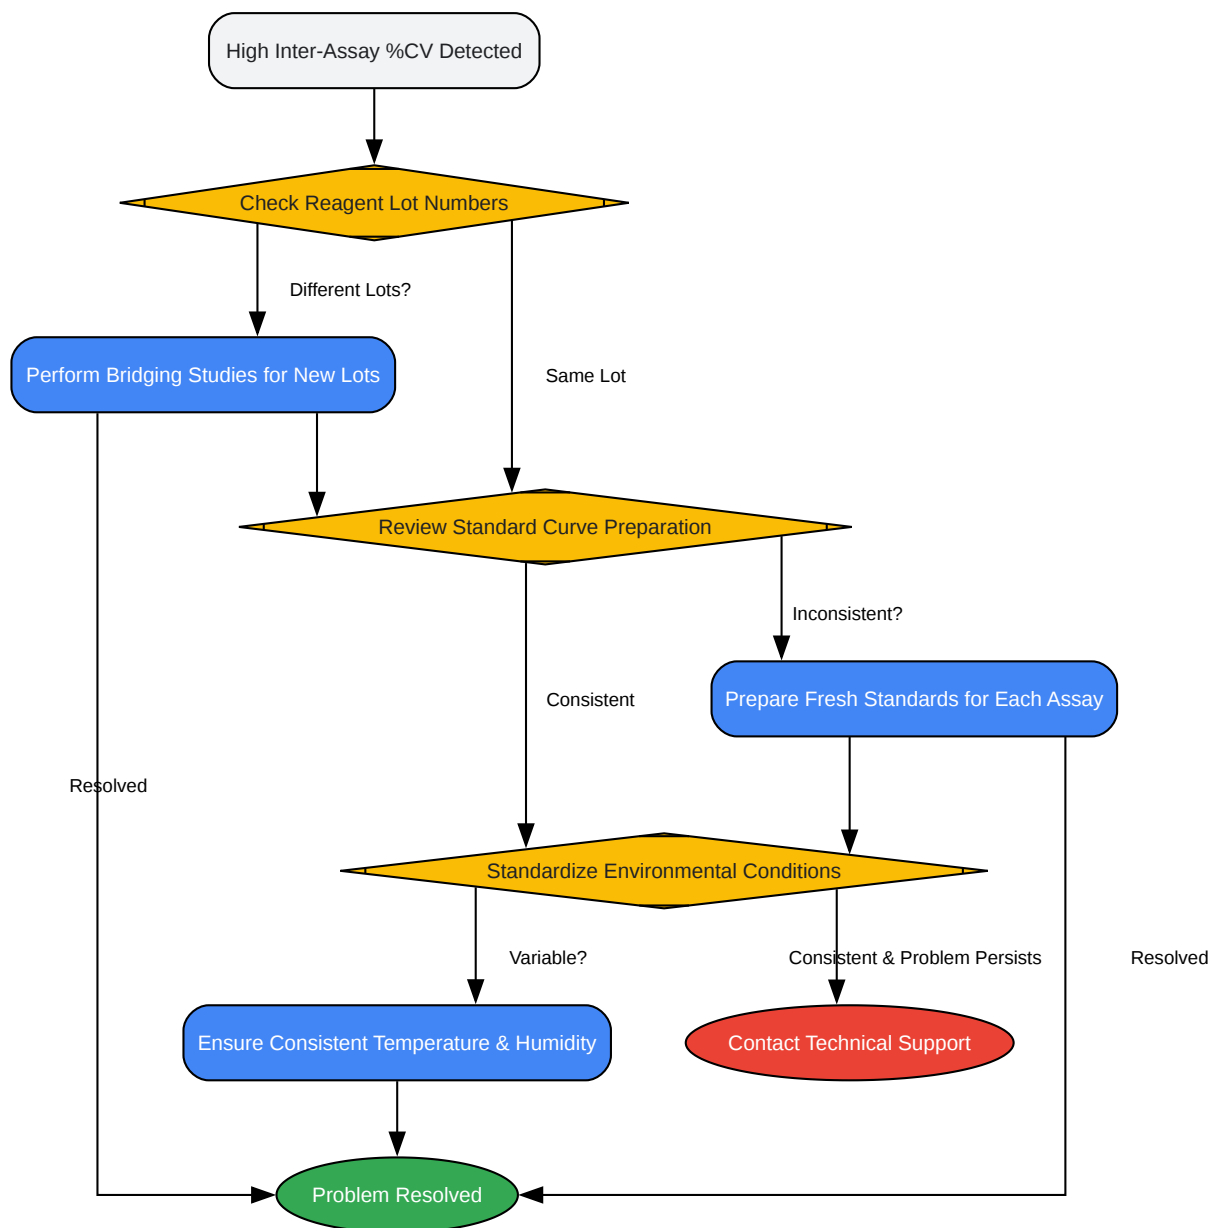 High Inter-Assay %CV Detected
Check Reagent Lot Numbers
Different Lots?
Perform Bridging Studies for New Lots
Same Lot
Review Standard Curve Preparation
Inconsistent?
Prepare Fresh Standards for Each Assay
Consistent
Resolved
Standardize Environmental Conditions
Variable?
Consistent & Problem Persists
Resolved
Ensure Consistent Temperature & Humidity
Contact Technical Support
Problem Resolved